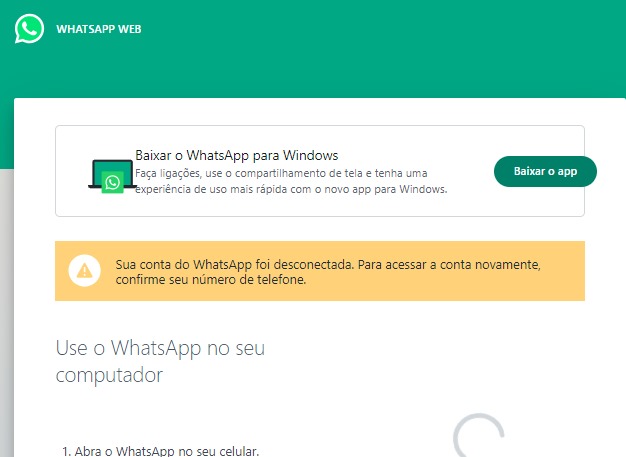 WHATSAPP WEB
Baixar o WhatsApp para Windows
Faça ligações, use o compartilhamento de tela e tenha uma
experiência de uso mais rápida com o novo app para Windows.
Baixar o app
Sua conta do WhatsApp foi desconectada. Para acessar a conta novamente,
confirme seu número de telefone.
Use o WhatsApp no seu
computador
1. Abra o WhatsApp no seu celular.